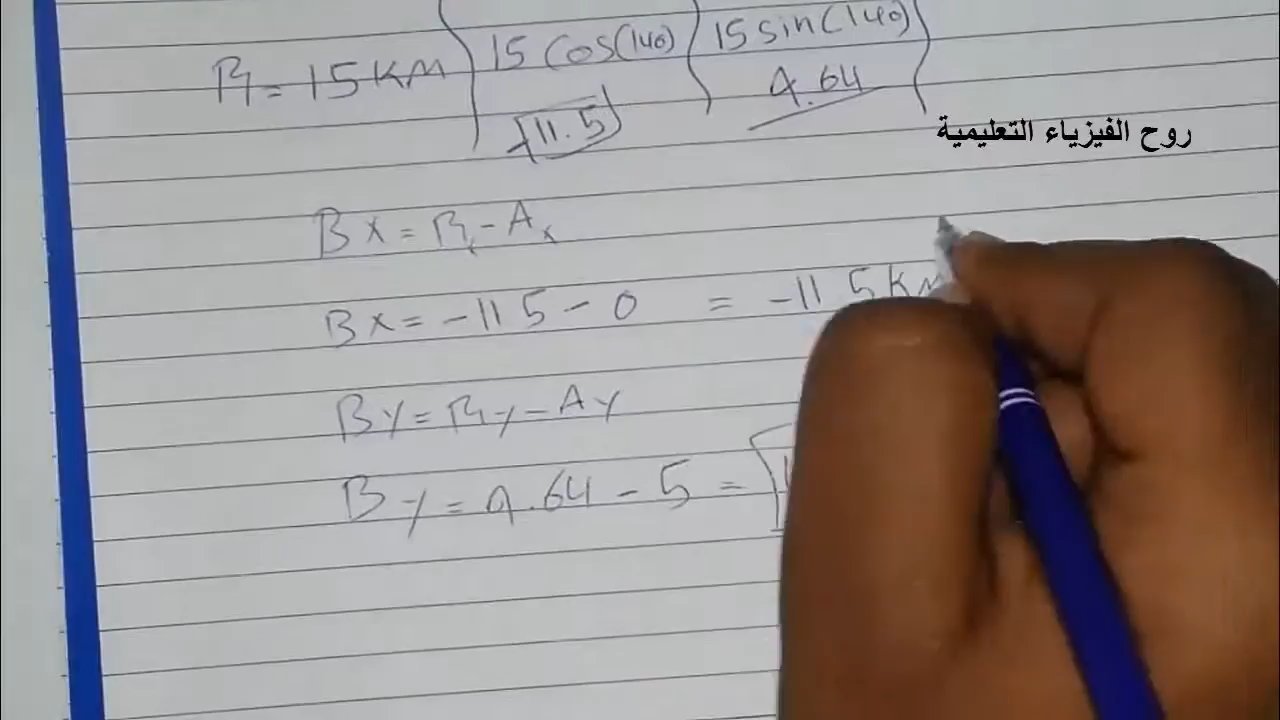 R = 15 KM 15 Cos(140) 15 sin(140)
-11.5 9.64
روح الفيزياء التعليمية
Bx = Rx - Ax
Bx = -11.5 - 0 = -11.5 KM
By = Ry - Ay
By = 9.64 - 5 =